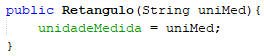 public Retangulo(String uniMed){
    unidadeMedida = uniMed;
}